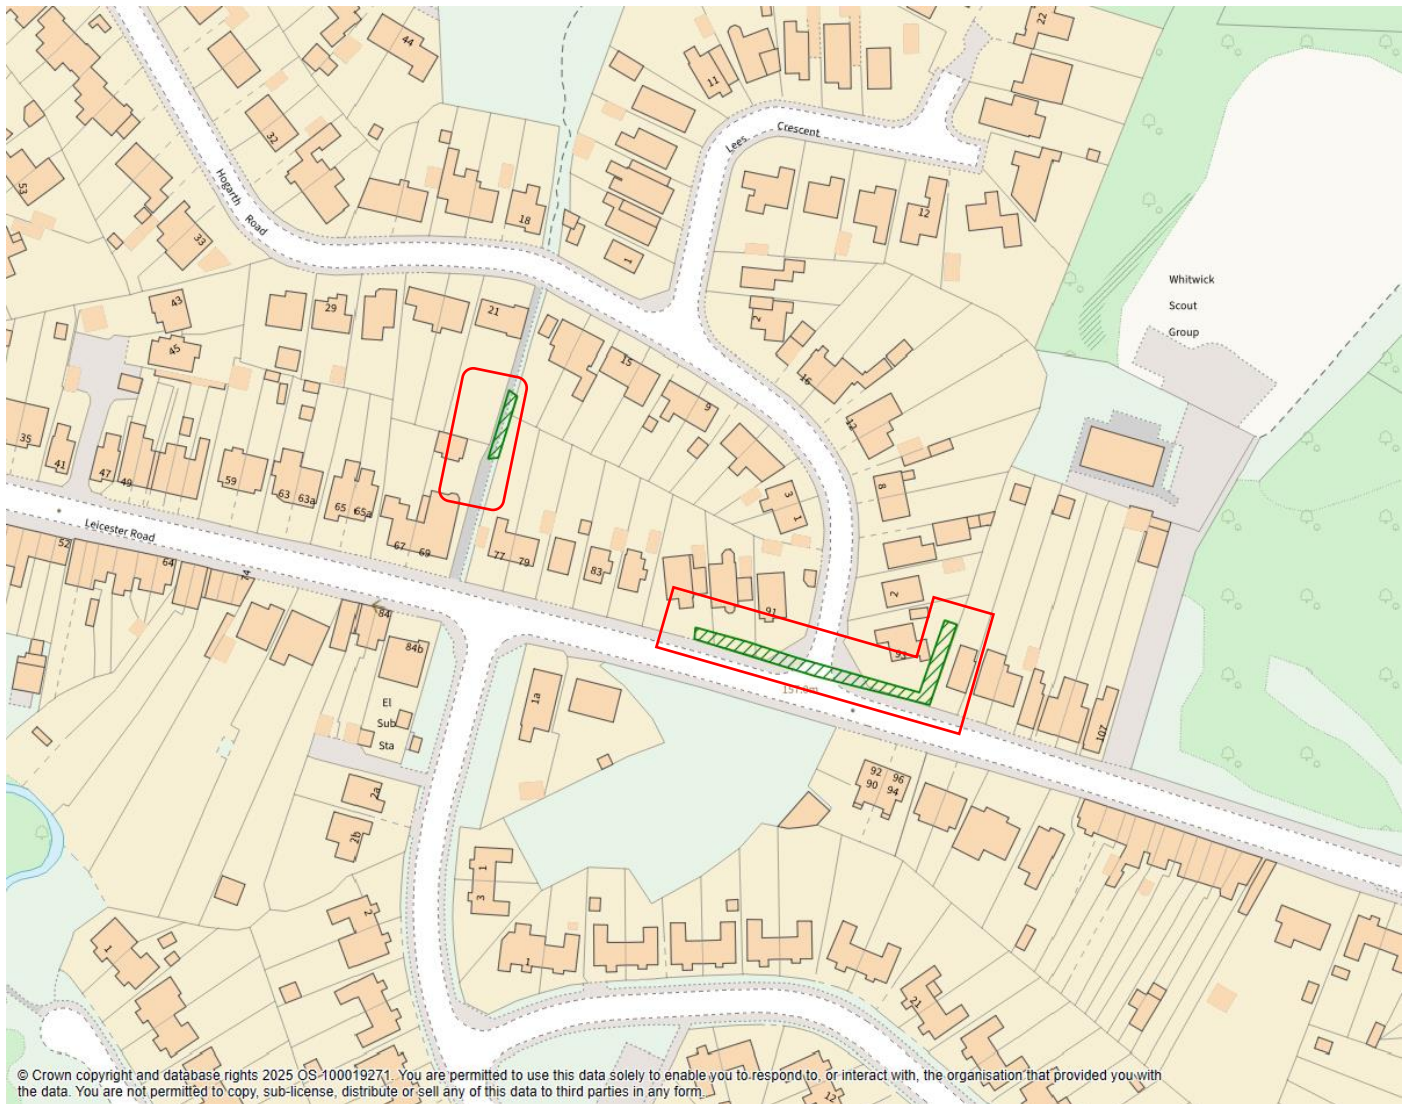 22
44
11
Lees Crescent
32
53
Hogarth Road
18
12
33
1
Whitwick
Scout
Group
43
29
21
2
45
15
16
9
12
35
41
47
49
59
63
63a
65
65a
67
69
8
3
1
Leicester Road
77
79
83
52
64
74
84
91
2
84b
91
1a
157.0m
El
Sub
Sta
107
92
96
90
94
2a
2b
1
3
2
1
1
21
12
© Crown copyright and database rights 2025 OS 100019271. You are permitted to use this data solely to enable you to respond to, or interact with, the organisation that provided you with
the data. You are not permitted to copy, sub-license, distribute or sell any of this data to third parties in any form.